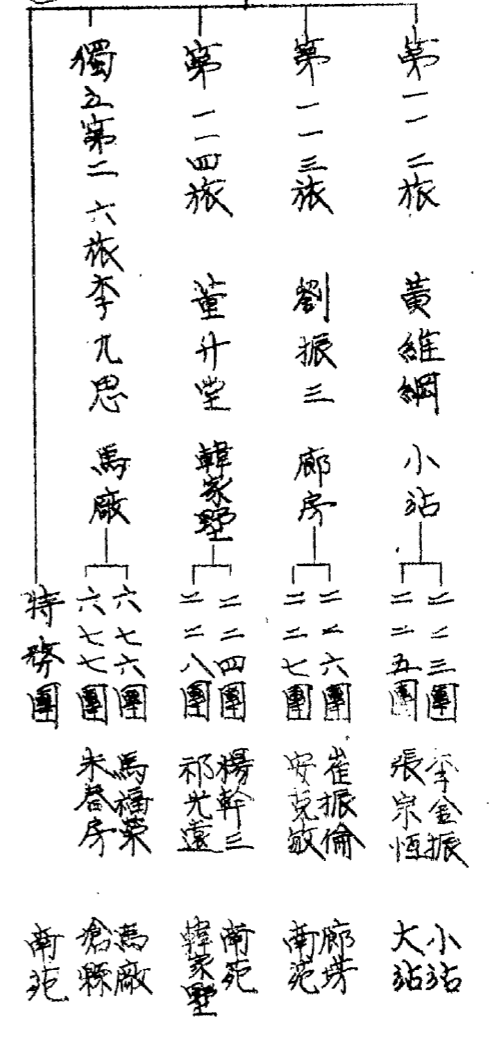 第一一二旅 黃維綱 小站
二二三團 李金振 小站
二二五團 張宗恆 大站
第一一三旅 劉振三 廊房
二二六團 崔振倫 廊坊
二二七團 安克敏 南苑
第一一四旅 董升堂 韓家墅
二二四團 楊幹三 南苑
二二八團 祁光遠 韓家墅
獨立第二六旅 李九思 馬廠
六七六團 馬福榮 馬廠
六七七團 朱春房 滄縣
特務團 南苑